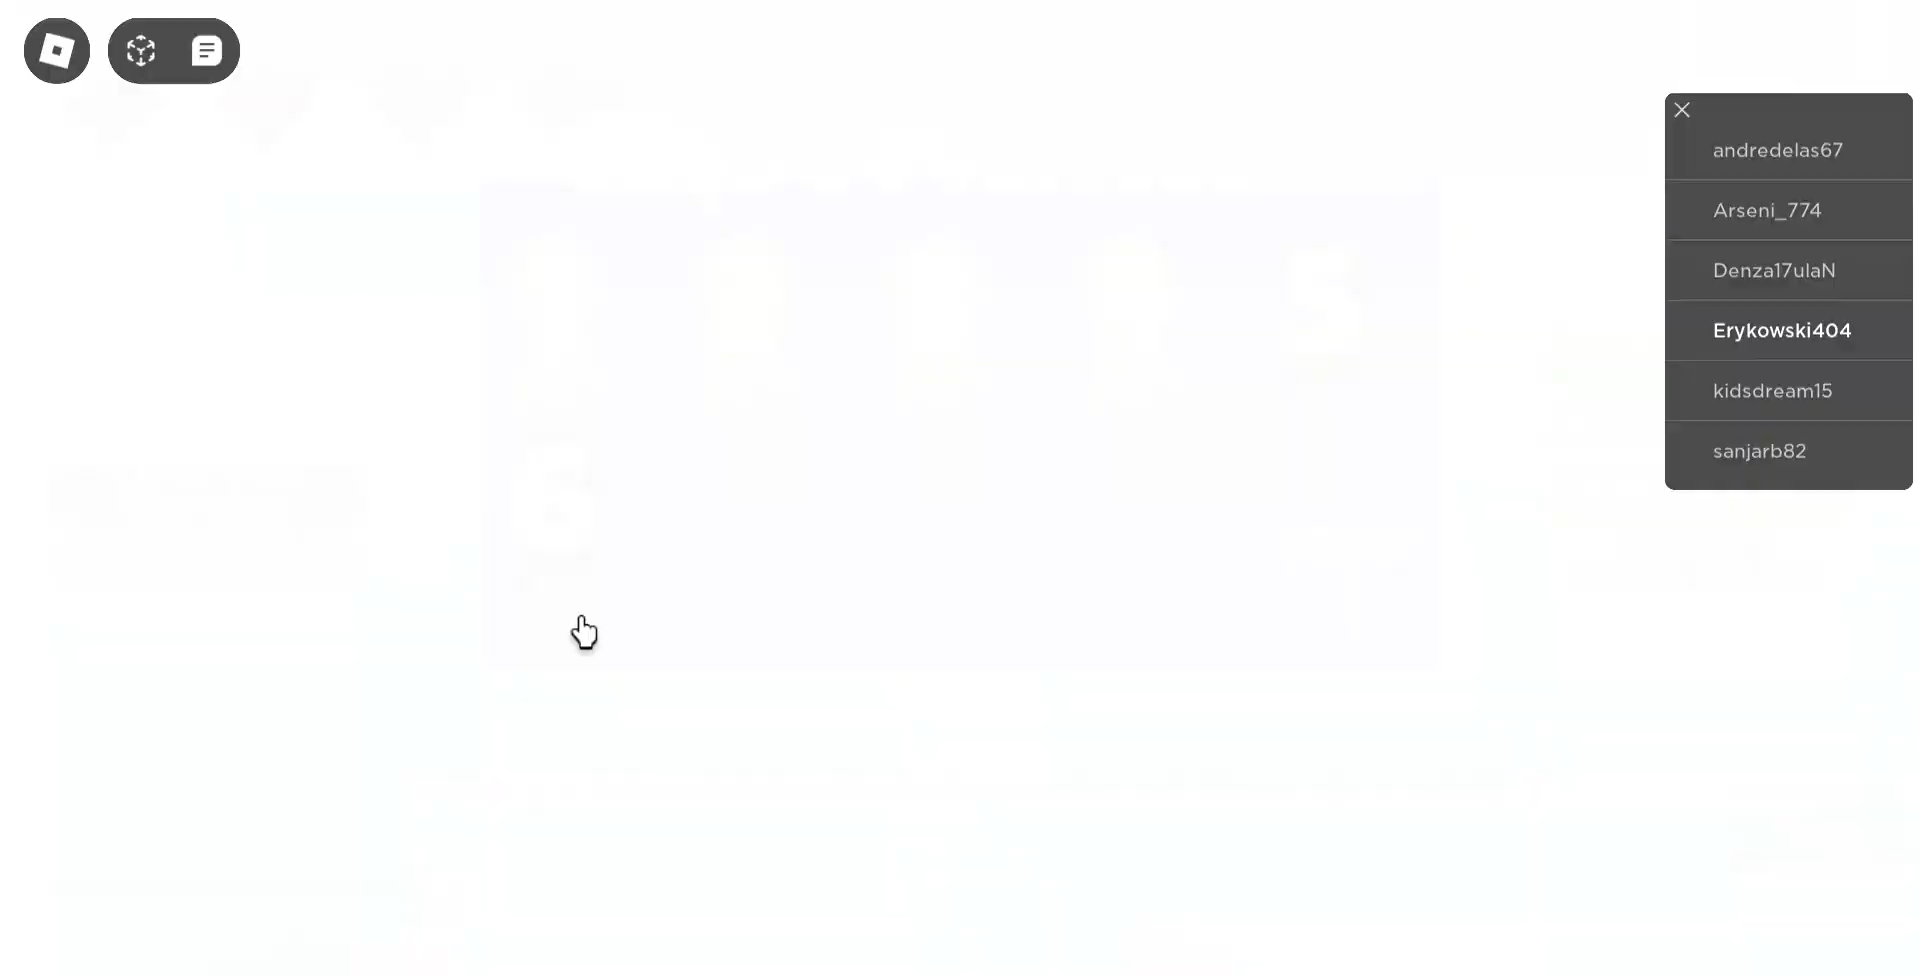 andredelas67
Arseni_774
Denza17ulaN
Erykowski404
kidsdream15
sanjarb82